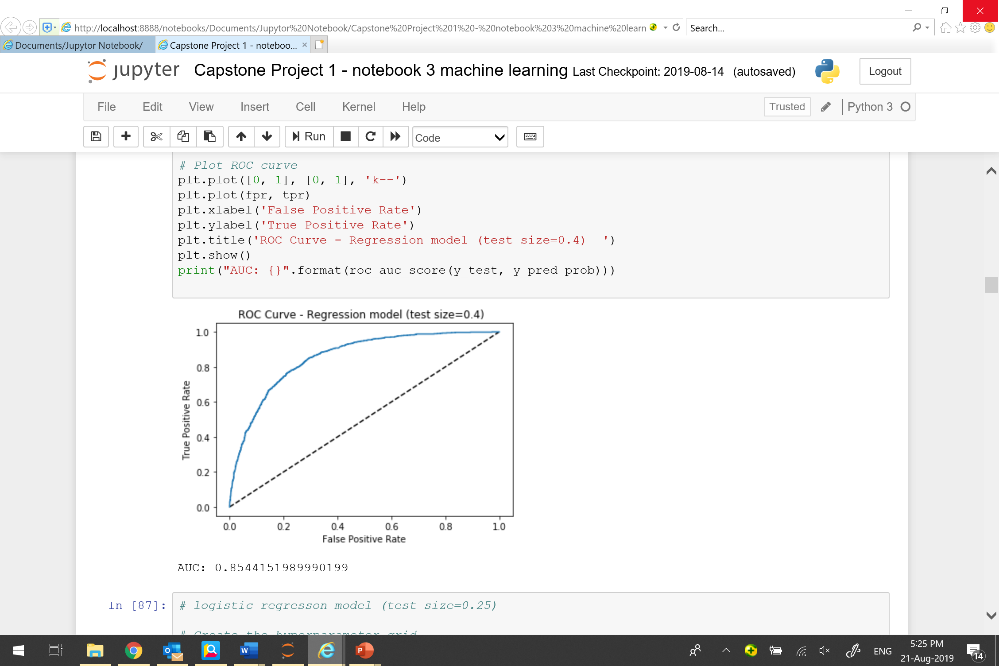 http://localhost:8888/notebooks/Documents/Jupytor%20Notebook/Capstone%20Project%201%20-%20notebook%203%20machine%20learn
Search...
Documents/Jupytor Notebook/
Capstone Project 1 - noteboo...
jupyter Capstone Project 1 - notebook 3 machine learning Last Checkpoint: 2019-08-14 (autosaved)
Logout
File Edit View Insert Cell Kernel Help
Trusted
Python 3
Run
Code
# Plot ROC curve
plt.plot([0, 1], [0, 1], 'k--')
plt.plot(fpr, tpr)
plt.xlabel('False Positive Rate')
plt.ylabel('True Positive Rate')
plt.title('ROC Curve - Regression model (test size=0.4)  ')
plt.show()
print("AUC: {}".format(roc_auc_score(y_test, y_pred_prob)))
ROC Curve - Regression model (test size=0.4)
1.0
0.8
0.6
0.4
0.2
0.0
True Positive Rate
0.0 0.2 0.4 0.6 0.8 1.0
False Positive Rate
AUC: 0.8544151989990199
In [87]:
# logistic regresson model (test size=0.25)
# Create the hyperparameter grid
ENG
5:25 PM
21-Aug-2019
14